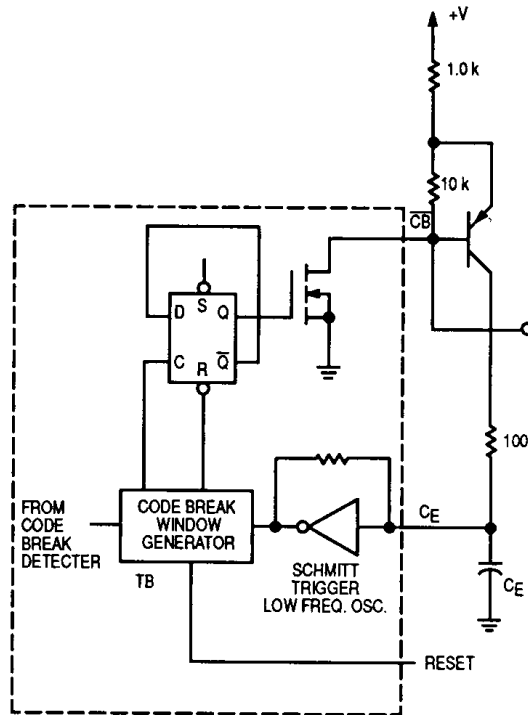 +V
1.0 k
10 k
CB
S
D
Q
C
R
Q
FROM
CODE
BREAK
DETECTER
CODE BREAK
WINDOW
GENERATOR
TB
SCHMITT
TRIGGER
LOW FREQ. OSC.
CE
100
CE
RESET